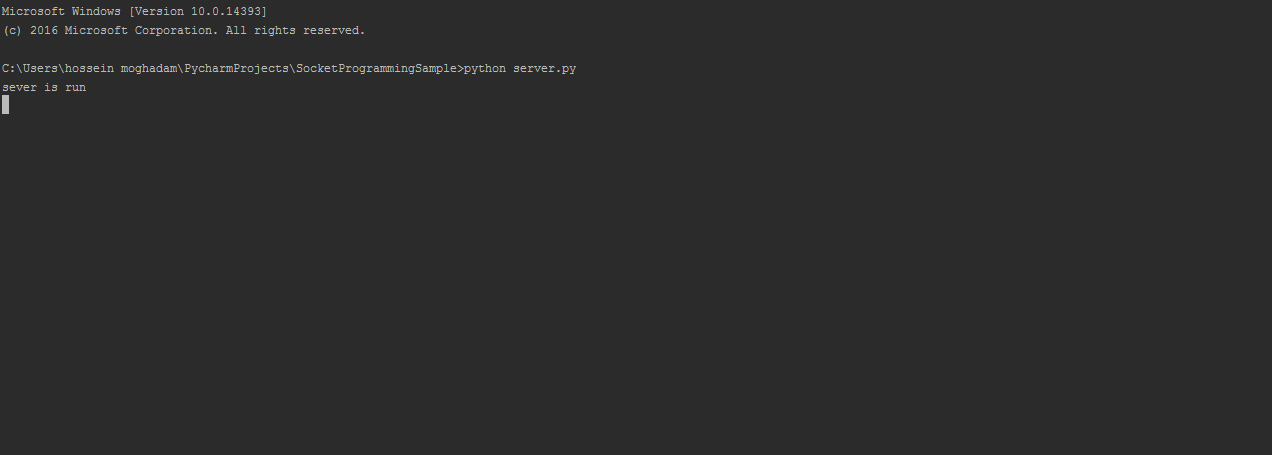 Microsoft Windows [Version 10.0.14393]
(c) 2016 Microsoft Corporation. All rights reserved.
C:\Users\hossein moghadam\PycharmProjects\SocketProgrammingSample>python server.py
sever is run